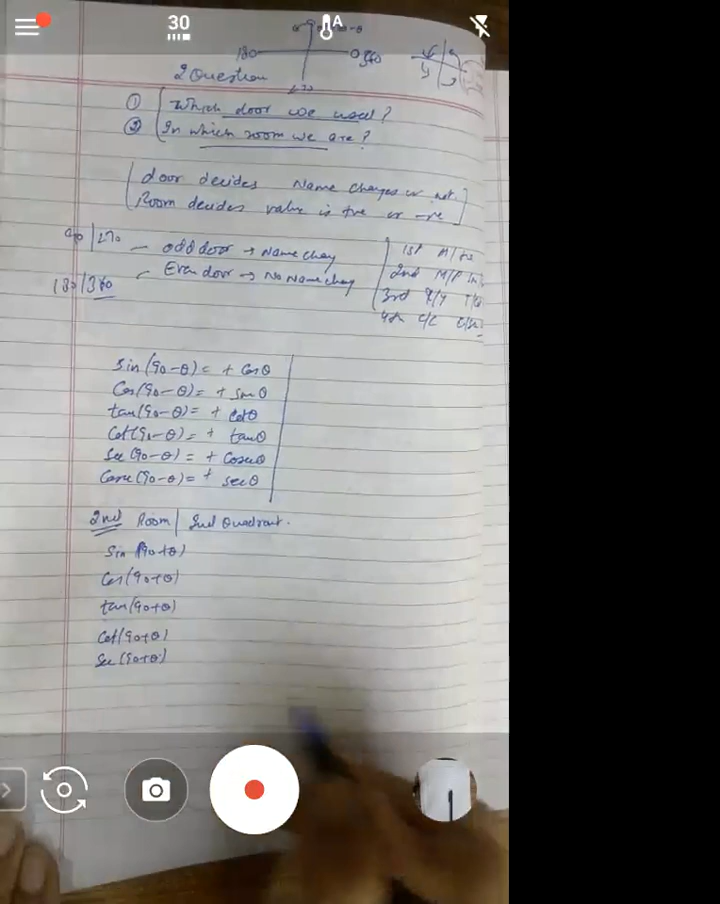 30
A
180 0 360
270
2 Question
① Which door we used?
② In which room we are?
door decides Name changes or not.
Room decides value is +ve or -ve
90/270 — odd door → Name chang
180/360 — Even door → No Name chang
1st A/
2nd M/P
3rd
4th C/C
sin(90-θ) = + cosθ
Cos(90-θ) = + sinθ
tan(90-θ) = + cotθ
Cot(90-θ) = + tanθ
Sec(90-θ) = + Cosecθ
Cosec(90-θ) = + secθ
2nd Room | 2nd Quadrant.
Sin (90+θ)
Cos(90+θ)
tan(90+θ)
Cot(90+θ)
Sec(90+θ)